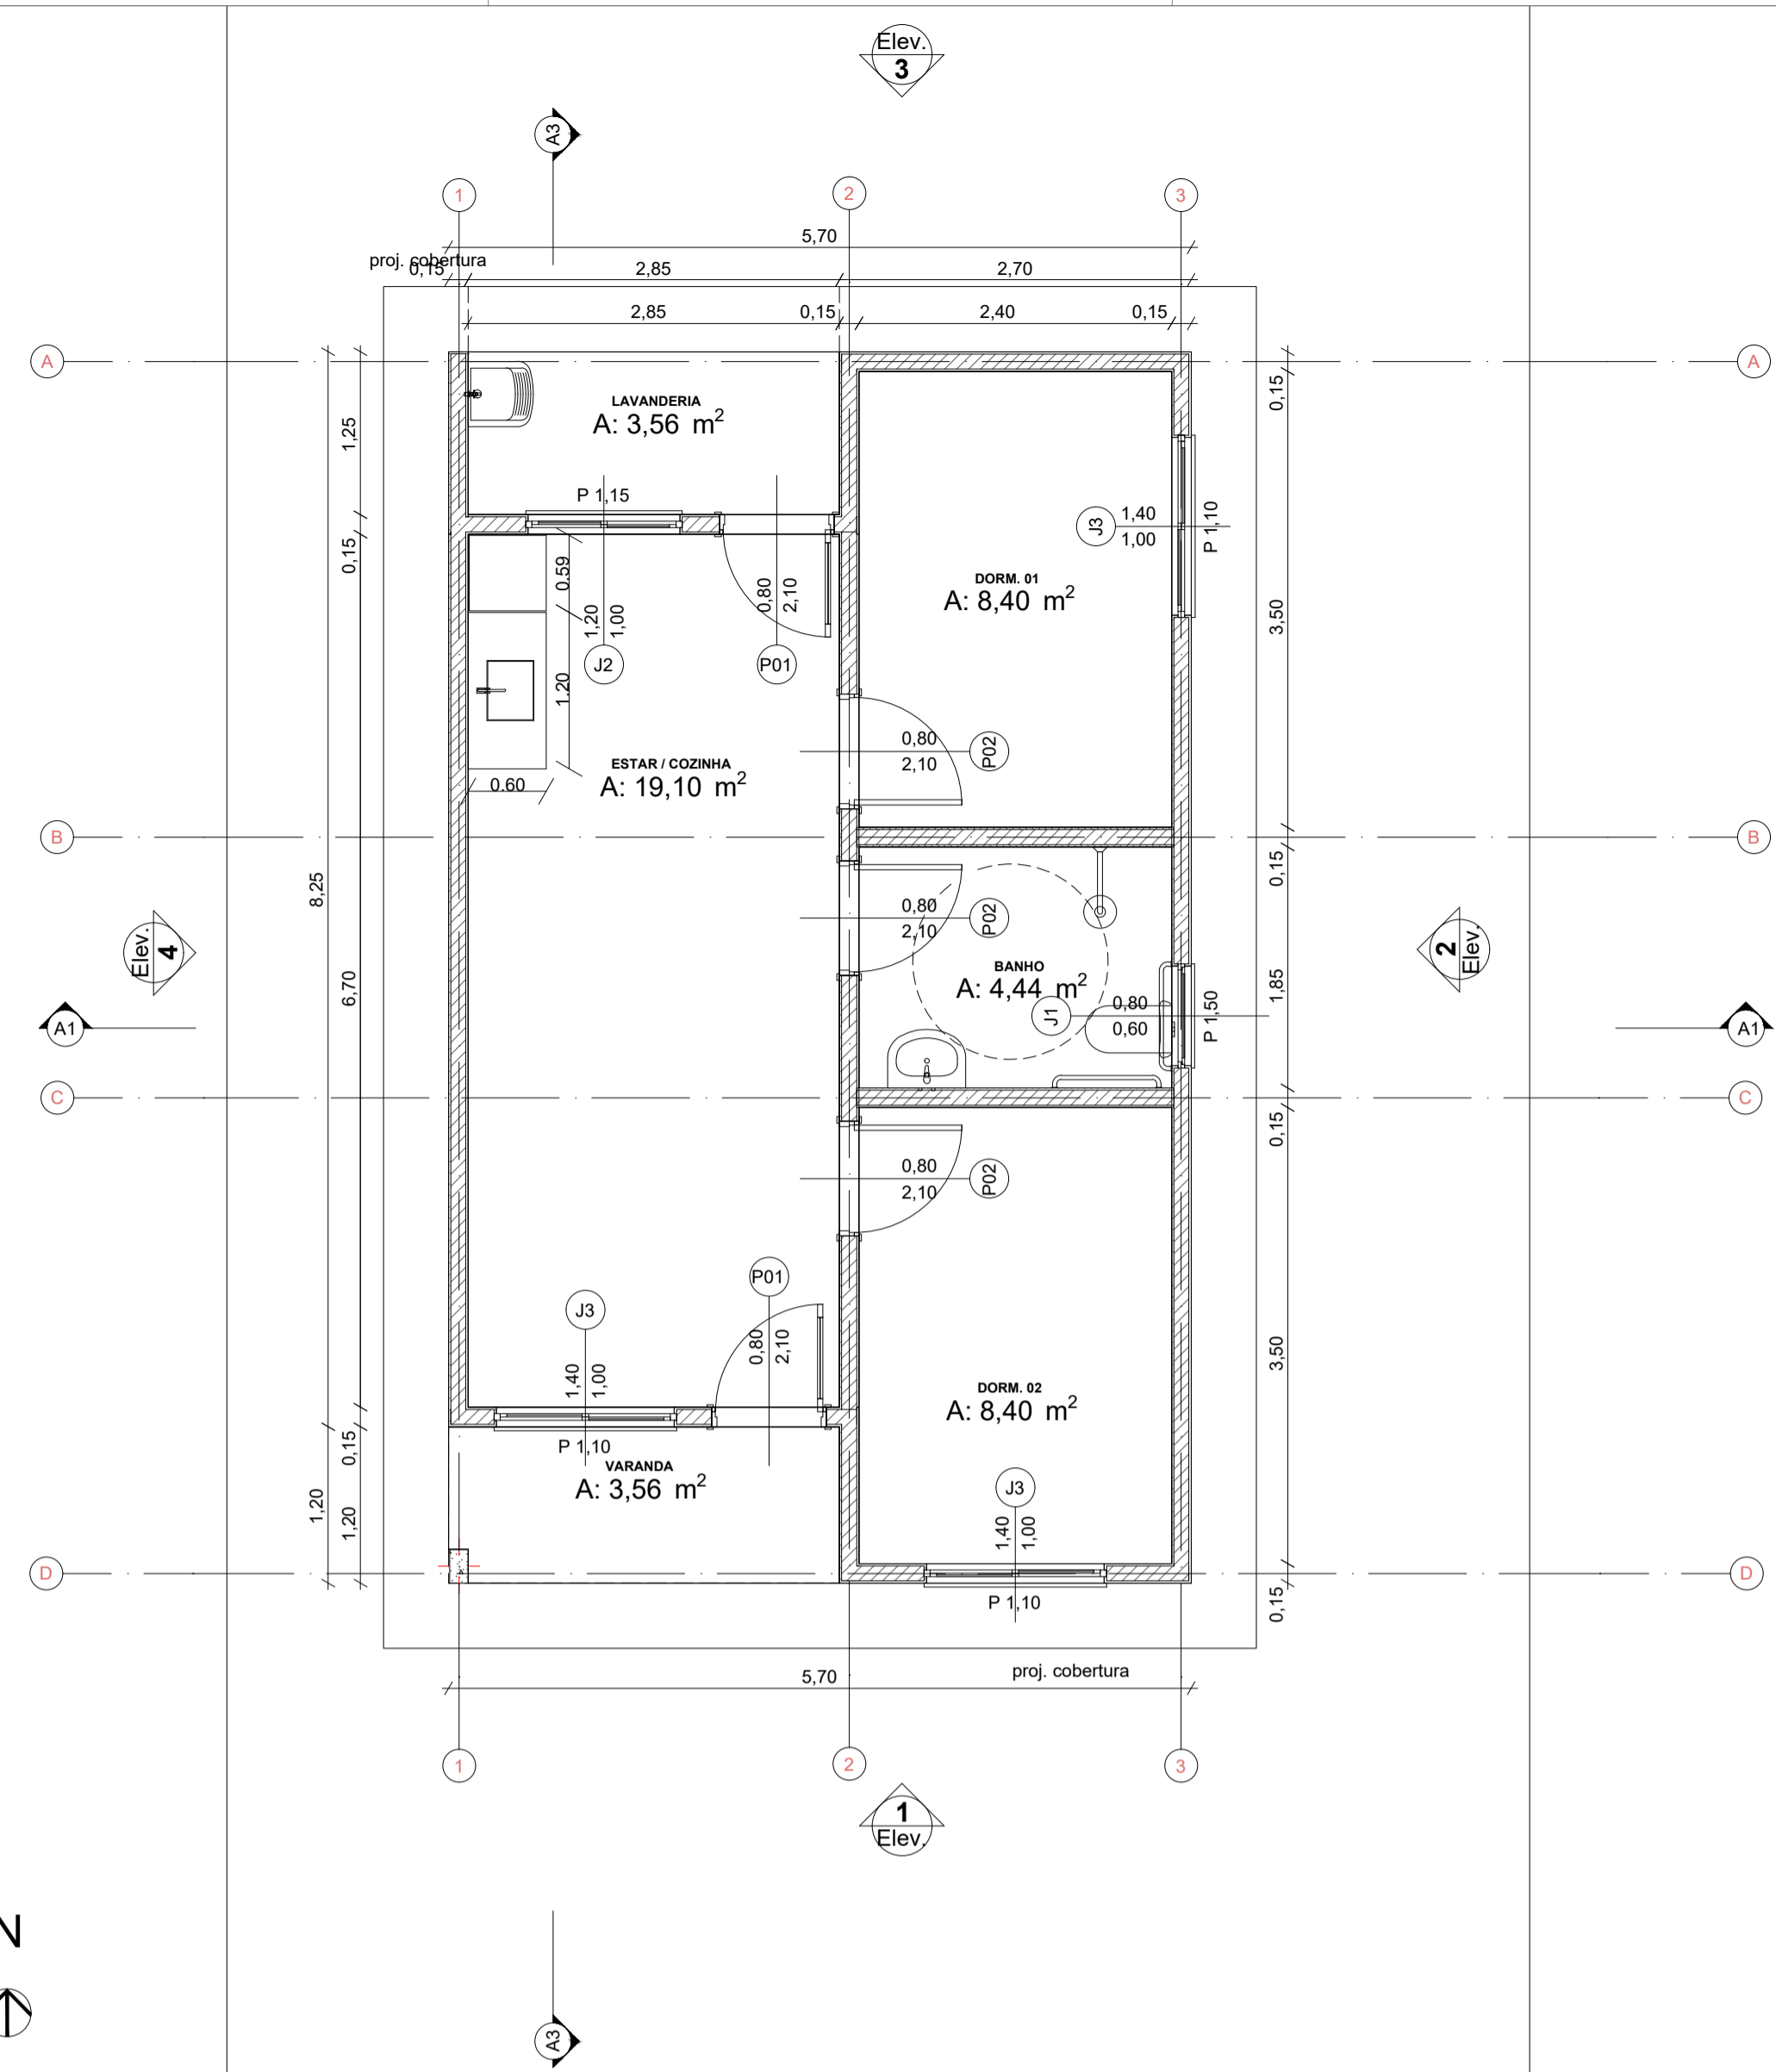 Elev.
3
A3
1
2
3
5,70
proj. cobertura
0,15
2,85
2,70
2,85
0,15
2,40
0,15
A
A
LAVANDERIA
A: 3,56 m²
1,25
0,15
P 1,15
J3
1,40
1,00
P 1,10
0,15
0.59
1,20
1,00
0,80
2,10
DORM. 01
A: 8,40 m²
3,50
J2
P01
1.20
0,80
2,10
P02
ESTAR / COZINHA
A: 19,10 m²
0.60
B
B
8,25
0,15
0,80
2,10
P02
Elev.
4
2
Elev.
BANHO
A: 4,44 m²
6,70
J1
0,80
0,60
P 1,50
1,85
A1
A1
C
C
0,15
0,80
2,10
P02
P01
J3
0,80
2,10
1,40
1,00
3,50
DORM. 02
A: 8,40 m²
0,15
P 1,10
VARANDA
A: 3,56 m²
J3
1,20
1,20
1,40
1,00
D
D
P 1,10
0,15
proj. cobertura
5,70
1
2
3
1
Elev.
N
A3